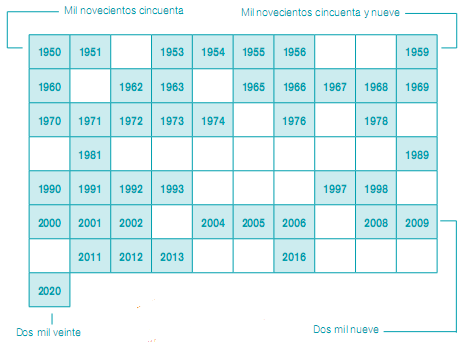 Mil novecientos cincuenta
Mil novecientos cincuenta y nueve
1950 1951 1953 1954 1955 1956 1959
1960 1962 1963 1965 1966 1967 1968 1969
1970 1971 1972 1973 1974 1976 1978
1981 1989
1990 1991 1992 1993 1997 1998
2000 2001 2002 2004 2005 2006 2008 2009
2011 2012 2013 2016
2020
Dos mil veinte
Dos mil nueve